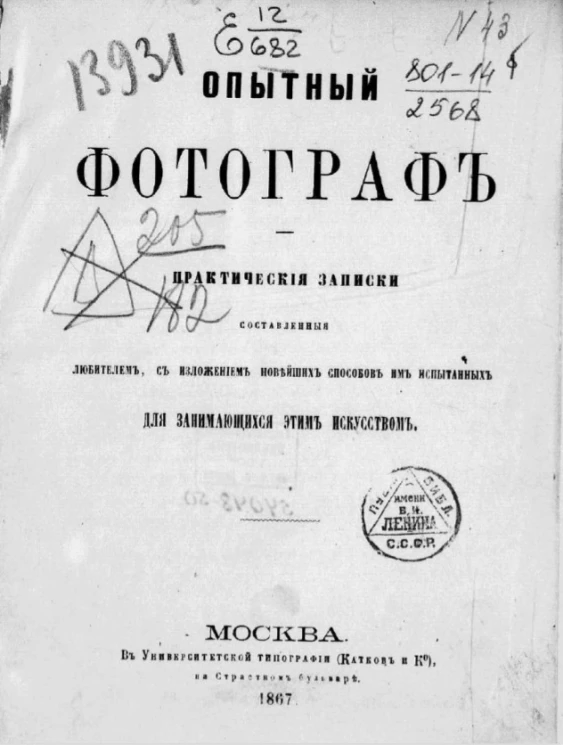 Е 12
682
N 43
13931
801-14
2568
ОПЫТНЫЙ
ФОТОГРАФЪ
205
182
ПРАКТИЧЕСКІЯ ЗАПИСКИ
СОСТАВЛЕННЫЯ
ЛЮБИТЕЛЕМЪ, СЪ ИЗЛОЖЕНІЕМЪ НОВѢЙШИХЪ СПОСОБОВЪ ИМЪ ИСПЫТАННЫХЪ
ДЛЯ ЗАНИМАЮЩИХСЯ ЭТИМЪ ИСКУССТВОМЪ.
ИМЕНИ
В.И.
ЛЕНИНА
С.С.С.Р.
МОСКВА.
Въ Университетской типографіи (Катковъ и К°),
на Страстномъ бульварѣ.
1867